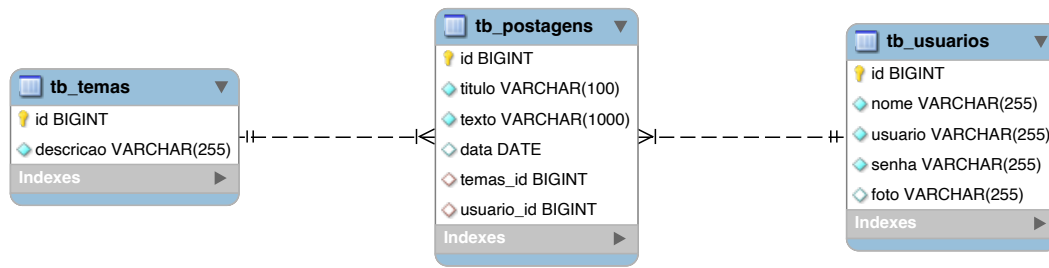 tb_temas
id BIGINT
descricao VARCHAR(255)
Indexes
tb_postagens
id BIGINT
titulo VARCHAR(100)
texto VARCHAR(1000)
data DATE
temas_id BIGINT
usuario_id BIGINT
Indexes
tb_usuarios
id BIGINT
nome VARCHAR(255)
usuario VARCHAR(255)
senha VARCHAR(255)
foto VARCHAR(255)
Indexes